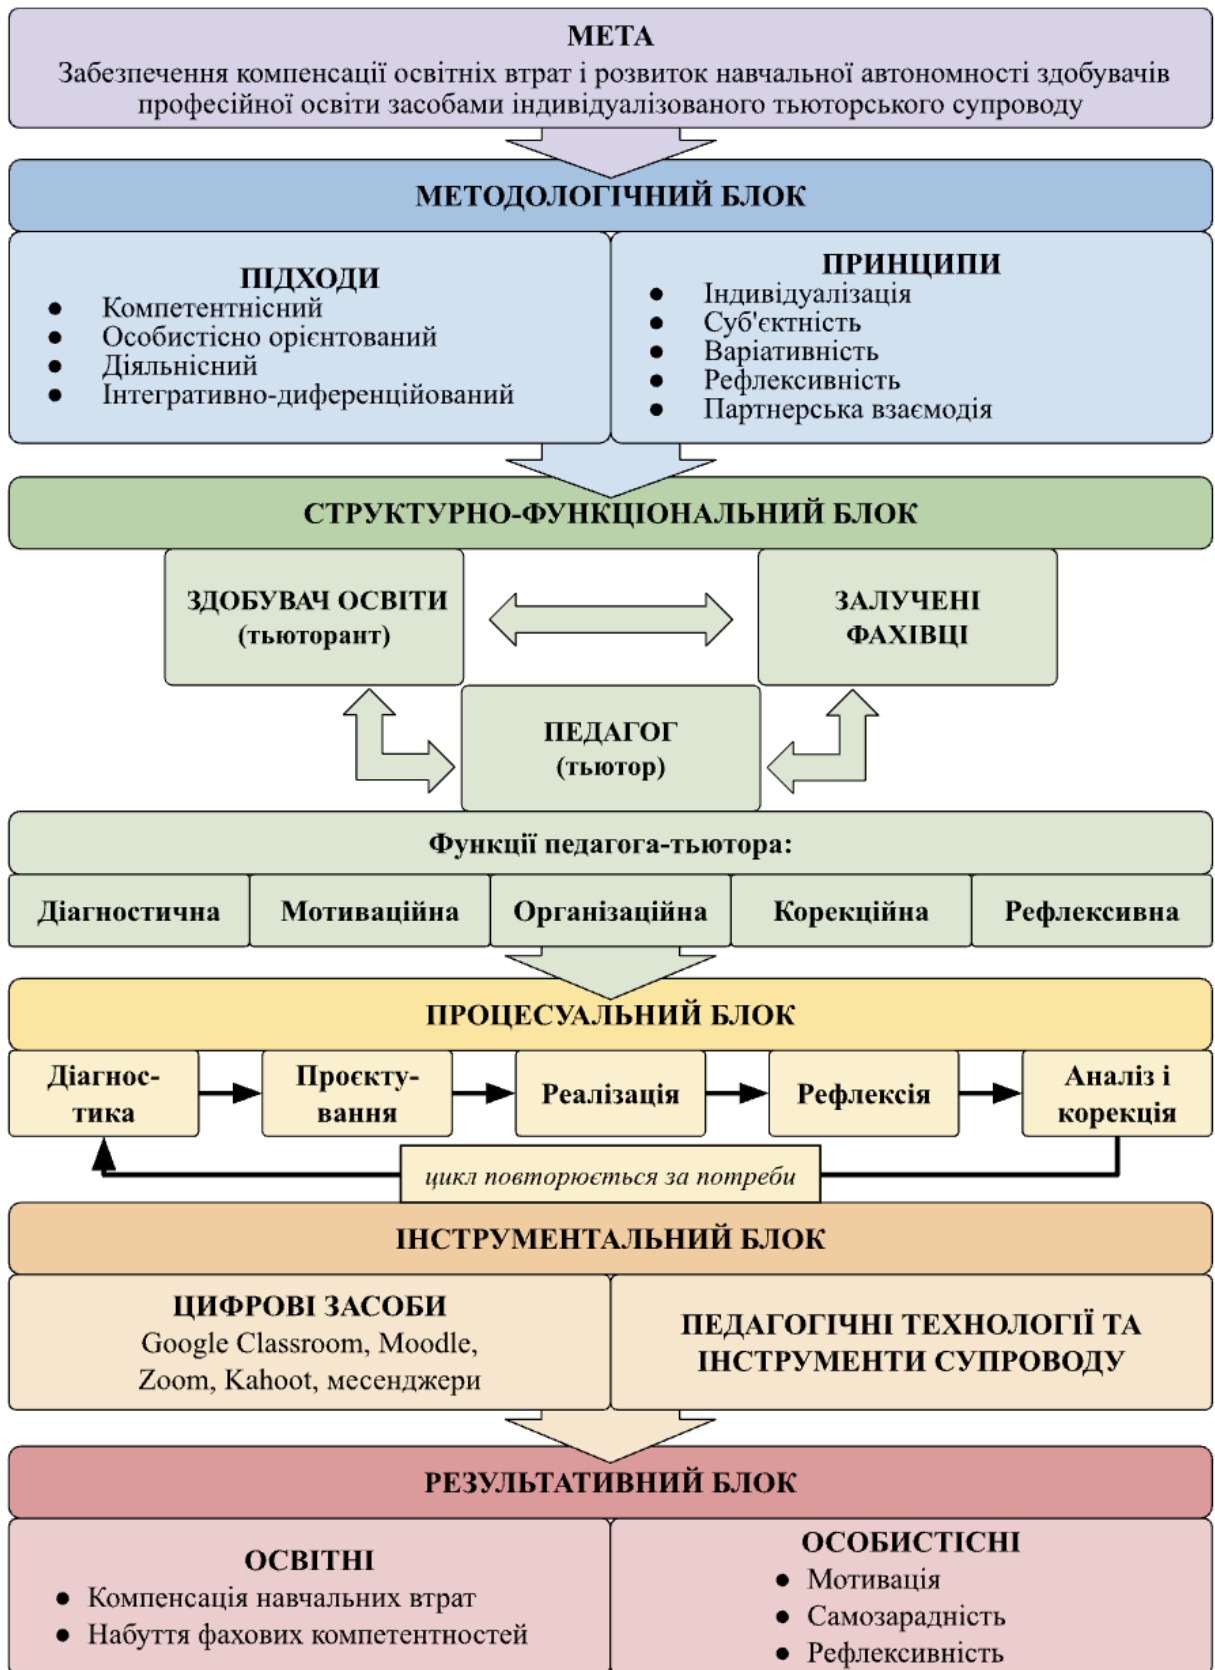 МЕТА
Забезпечення компенсації освітніх втрат і розвиток навчальної автономності здобувачів
професійної освіти засобами індивідуалізованого тьюторського супроводу
МЕТОДОЛОГІЧНИЙ БЛОК
ПІДХОДИ
● Компетентнісний
● Особистісно орієнтований
● Діяльнісний
● Інтегративно-диференційований
ПРИНЦИПИ
● Індивідуалізація
● Суб'єктність
● Варіативність
● Рефлексивність
● Партнерська взаємодія
СТРУКТУРНО-ФУНКЦІОНАЛЬНИЙ БЛОК
ЗДОБУВАЧ ОСВІТИ
(тьюторант)
ЗАЛУЧЕНІ
ФАХІВЦІ
ПЕДАГОГ
(тьютор)
Функції педагога-тьютора:
Діагностична
Мотиваційна
Організаційна
Корекційна
Рефлексивна
ПРОЦЕСУАЛЬНИЙ БЛОК
Діагнос-
тика
Проєкту-
вання
Реалізація
Рефлексія
Аналіз і
корекція
цикл повторюється за потреби
ІНСТРУМЕНТАЛЬНИЙ БЛОК
ЦИФРОВІ ЗАСОБИ
Google Classroom, Moodle,
Zoom, Kahoot, месенджери
ПЕДАГОГІЧНІ ТЕХНОЛОГІЇ ТА
ІНСТРУМЕНТИ СУПРОВОДУ
РЕЗУЛЬТАТИВНИЙ БЛОК
ОСВІТНІ
● Компенсація навчальних втрат
● Набуття фахових компетентностей
ОСОБИСТІСНІ
● Мотивація
● Самозарадність
● Рефлексивність